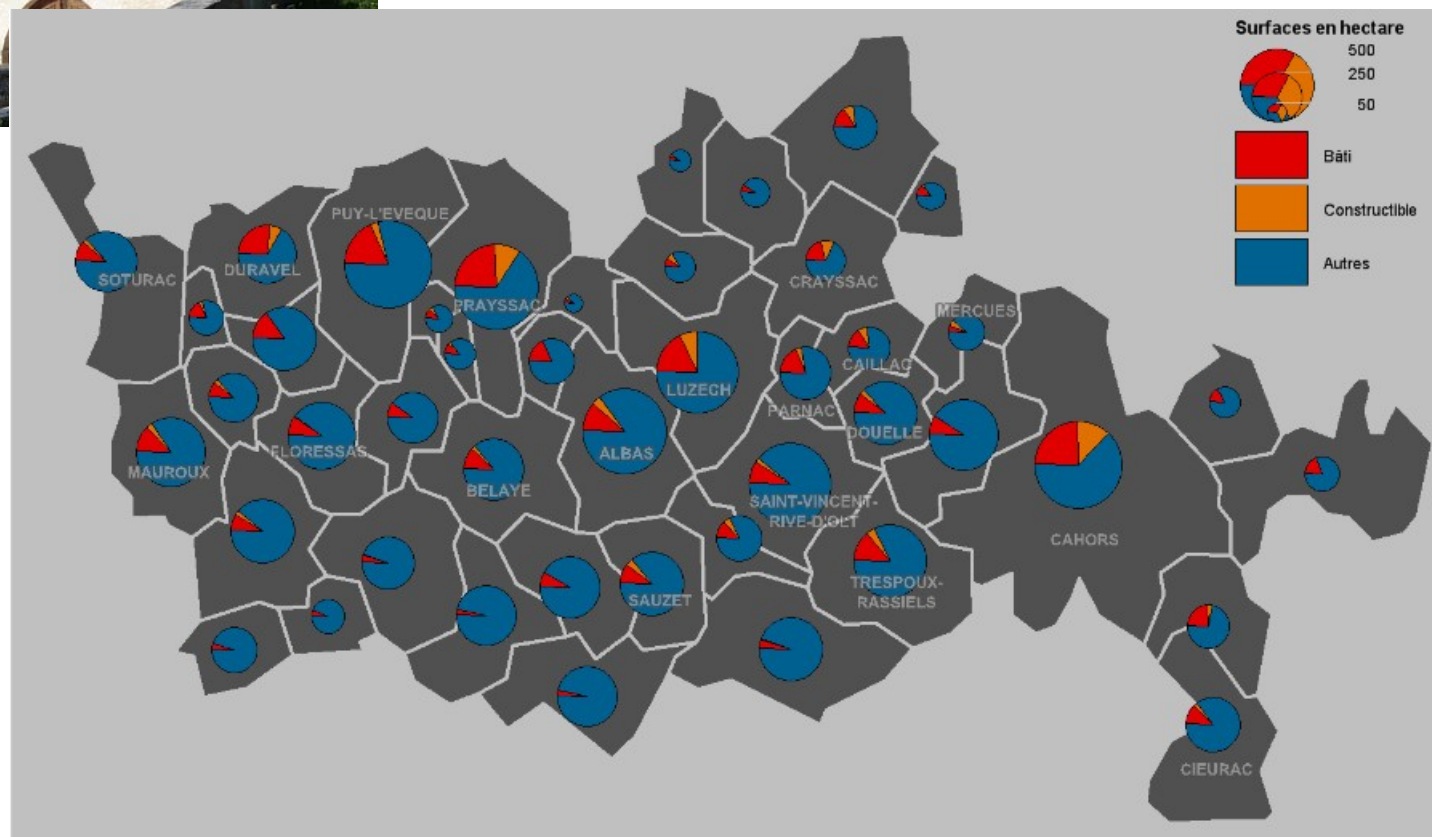 Surfaces en hectare
500
250
50
Bâti
Constructible
Autres
PUY-L'EVEQUE
SOTURAC
DURAVEL
PRAYSSAC
CRAYSSAC
MERCUES
CAILLAC
LUZECH
PARNAC
DOUELLE
FLORESSAS
ALBAS
MAUROUX
BELAYE
SAINT-VINCENT-
RIVE-D'OLT
CAHORS
TRESPOUX-
RASSIELS
SAUZET
CIEURAC